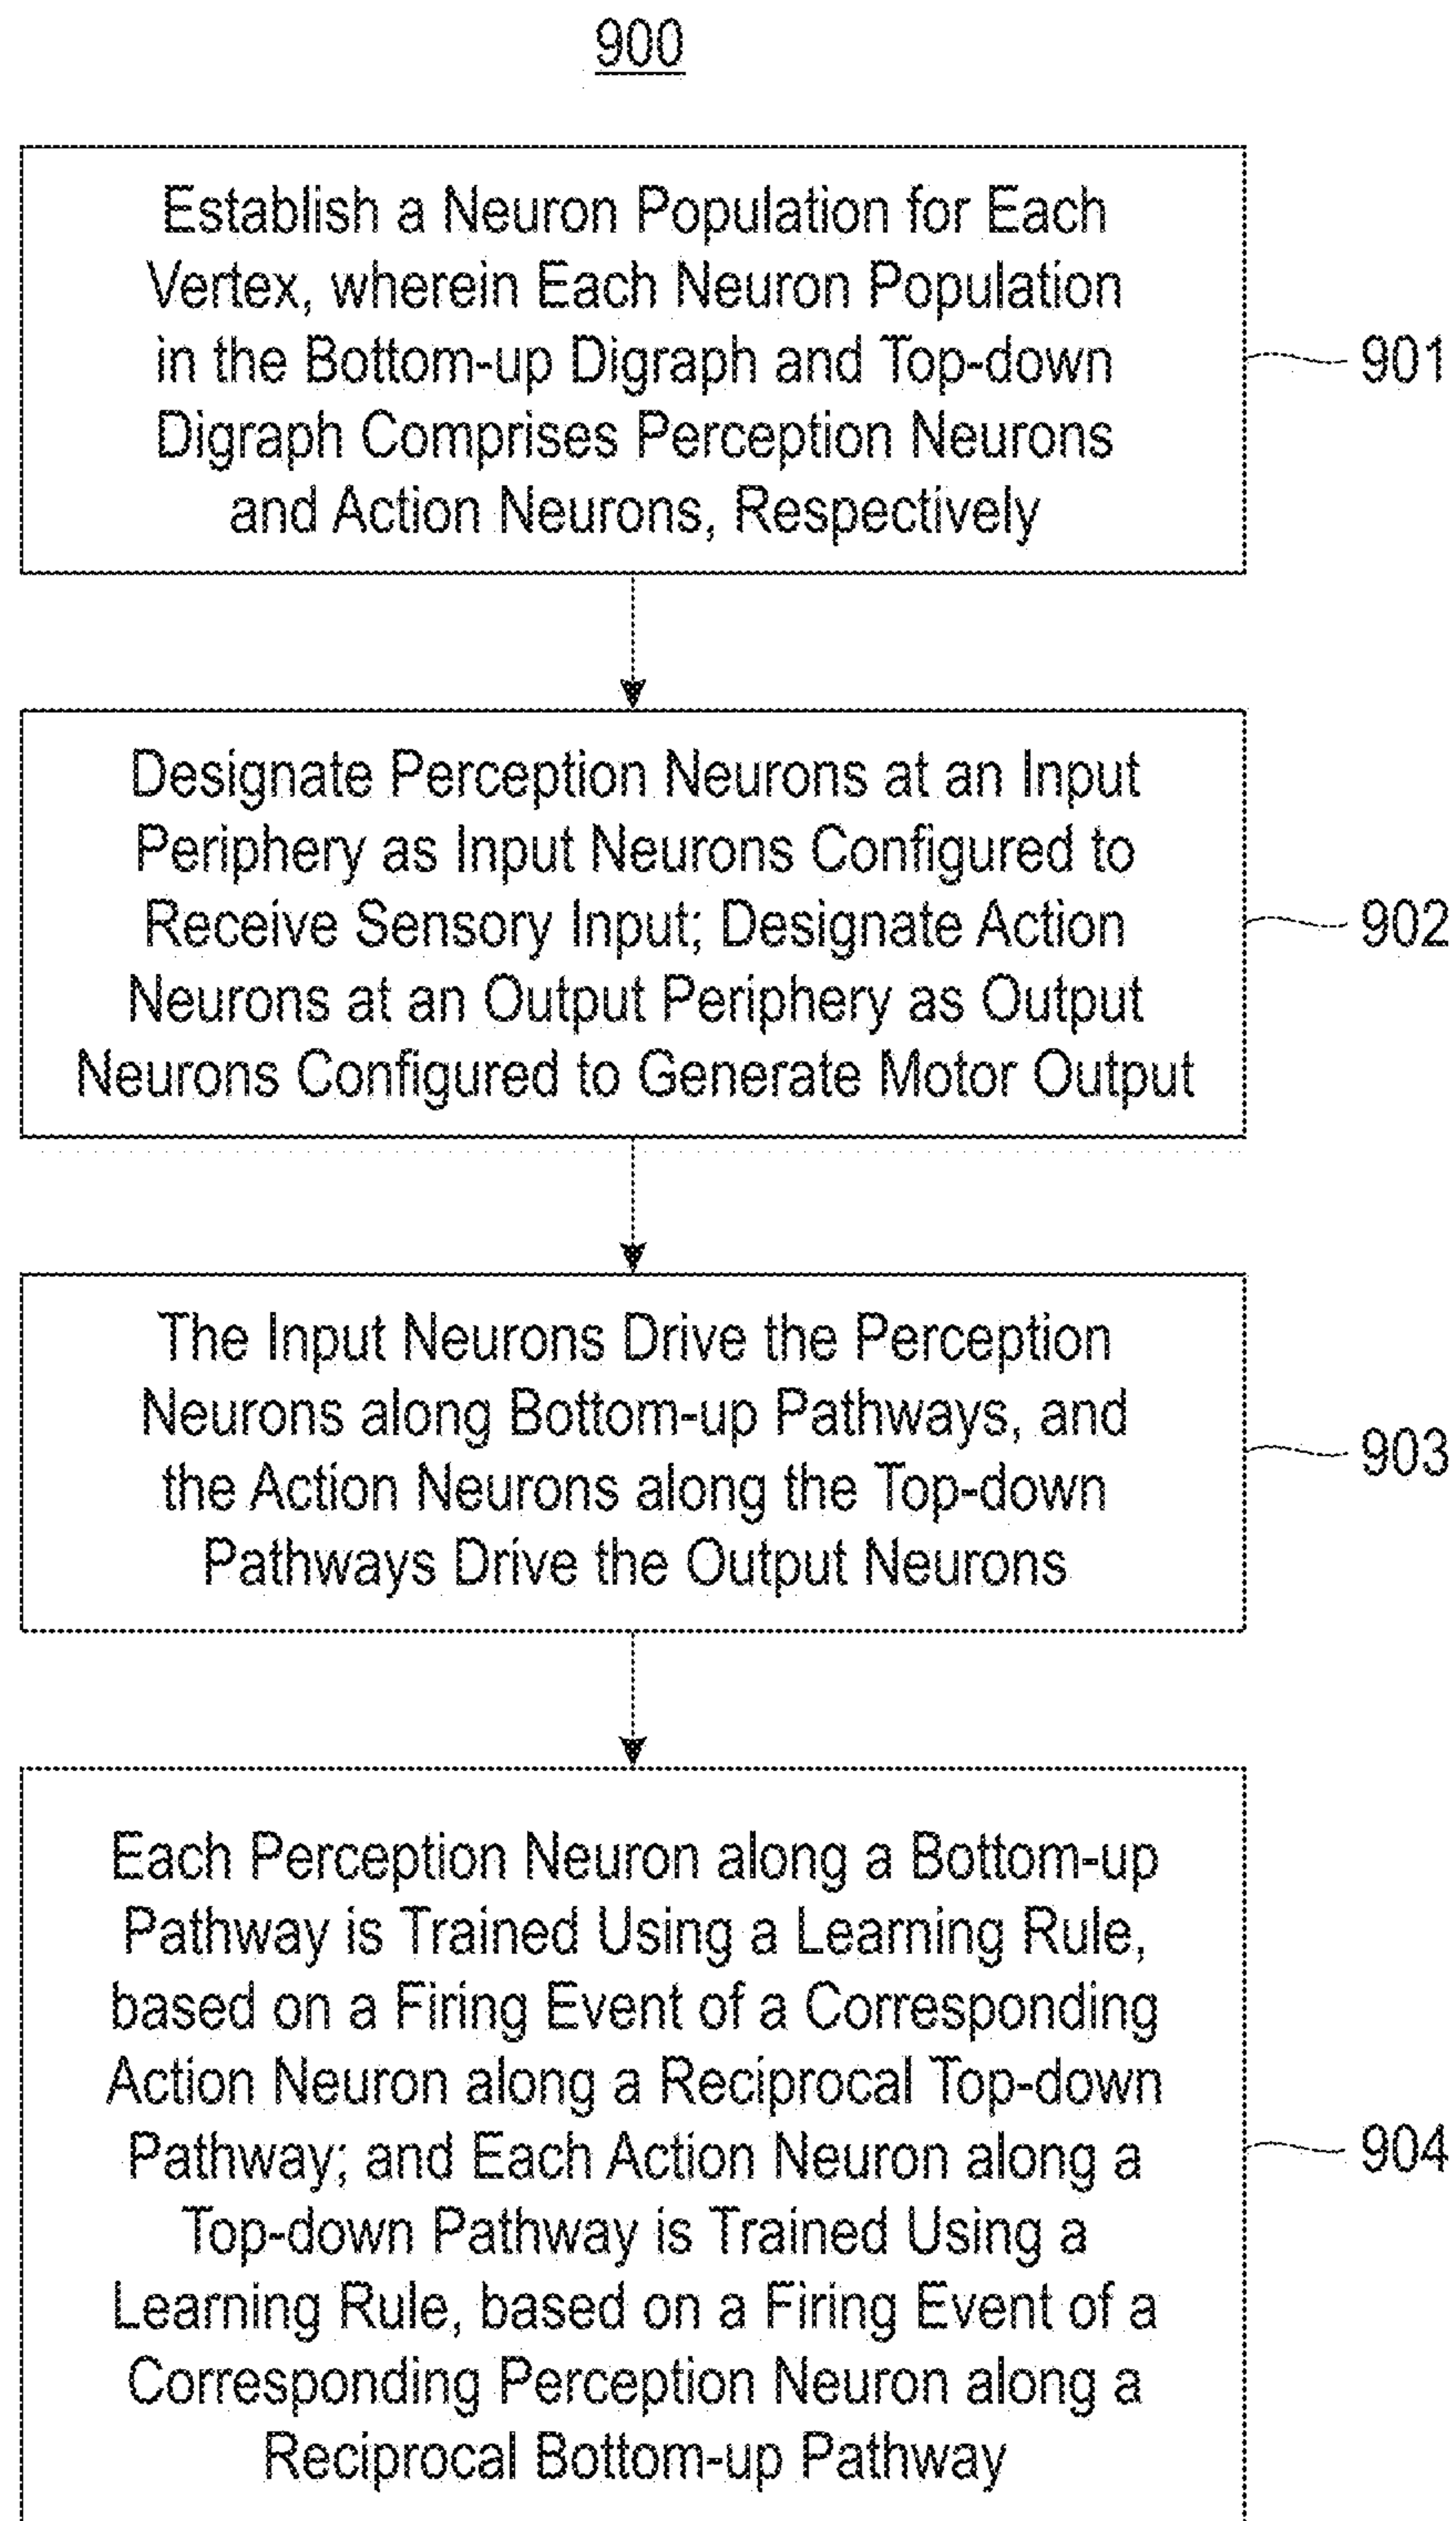 900
Establish a Neuron Population for Each
Vertex, wherein Each Neuron Population
in the Bottom-up Digraph and Top-down
Digraph Comprises Perception Neurons
and Action Neurons, Respectively
901
Designate Perception Neurons at an Input
Periphery as Input Neurons Configured to
Receive Sensory Input; Designate Action
Neurons at an Output Periphery as Output
Neurons Configured to Generate Motor Output
902
The Input Neurons Drive the Perception
Neurons along Bottom-up Pathways, and
the Action Neurons along the Top-down
Pathways Drive the Output Neurons
903
Each Perception Neuron along a Bottom-up
Pathway is Trained Using a Learning Rule,
based on a Firing Event of a Corresponding
Action Neuron along a Reciprocal Top-down
Pathway; and Each Action Neuron along a
Top-down Pathway is Trained Using a
Learning Rule, based on a Firing Event of a
Corresponding Perception Neuron along a
Reciprocal Bottom-up Pathway
904